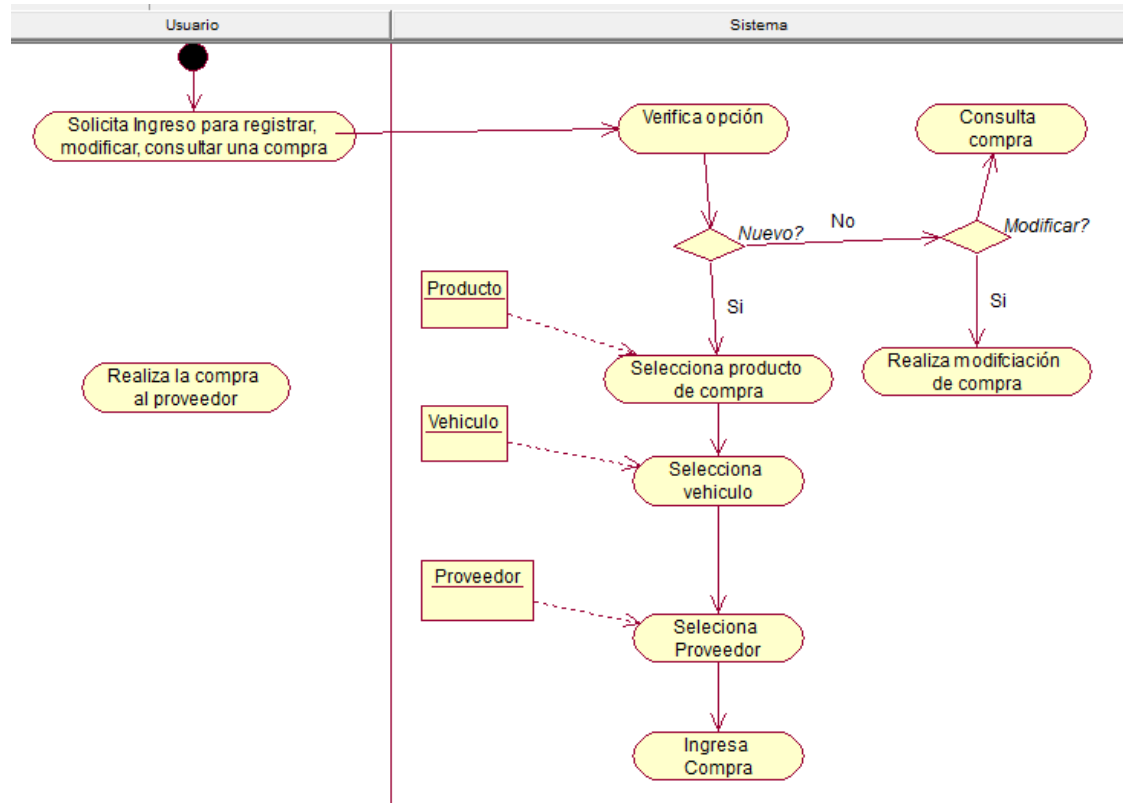 Usuario
Sistema
Solicita Ingreso para registrar,
modificar, consultar una compra
Verifica opción
Consulta
compra
Nuevo?
No
Modificar?
Producto
Si
Si
Realiza la compra
al proveedor
Selecciona producto
de compra
Realiza modifciación
de compra
Vehiculo
Selecciona
vehiculo
Proveedor
Seleciona
Proveedor
Ingresa
Compra